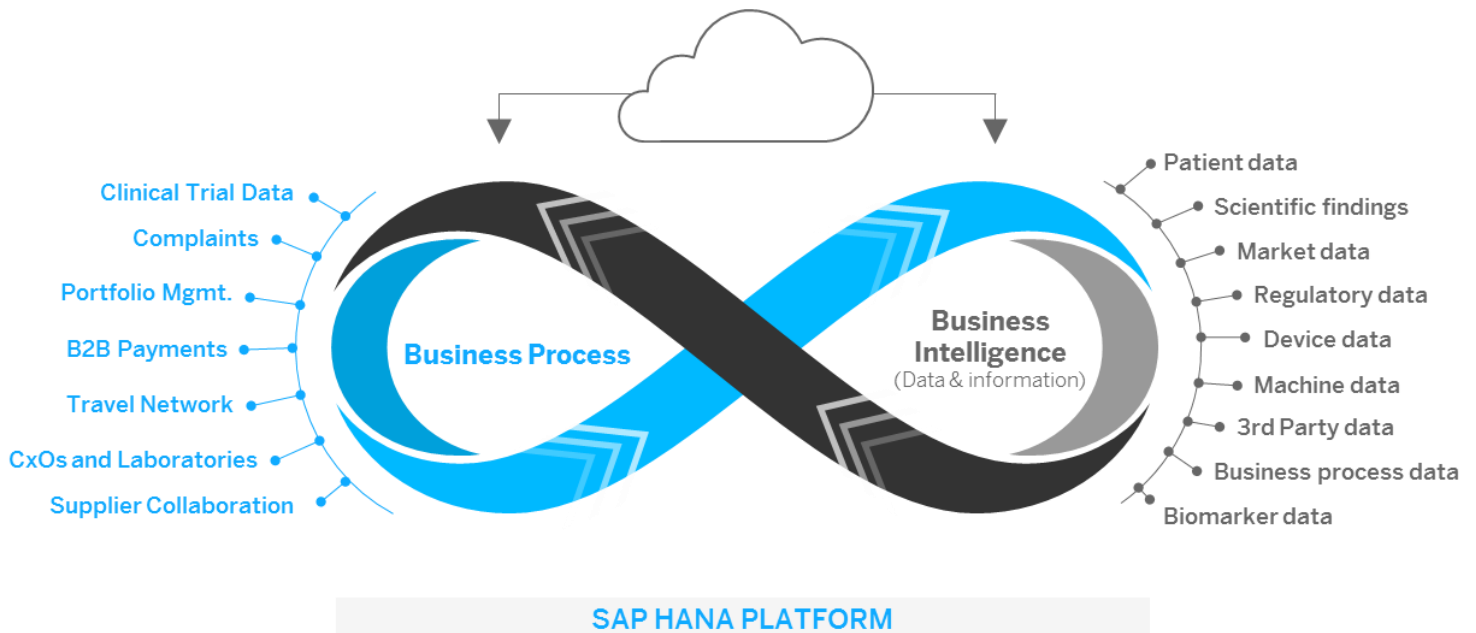 Clinical Trial Data
Complaints
Portfolio Mgmt.
B2B Payments
Travel Network
CxOs and Laboratories
Supplier Collaboration
Business Process
Business
Intelligence
(Data & information)
Patient data
Scientific findings
Market data
Regulatory data
Device data
Machine data
3rd Party data
Business process data
Biomarker data
SAP HANA PLATFORM